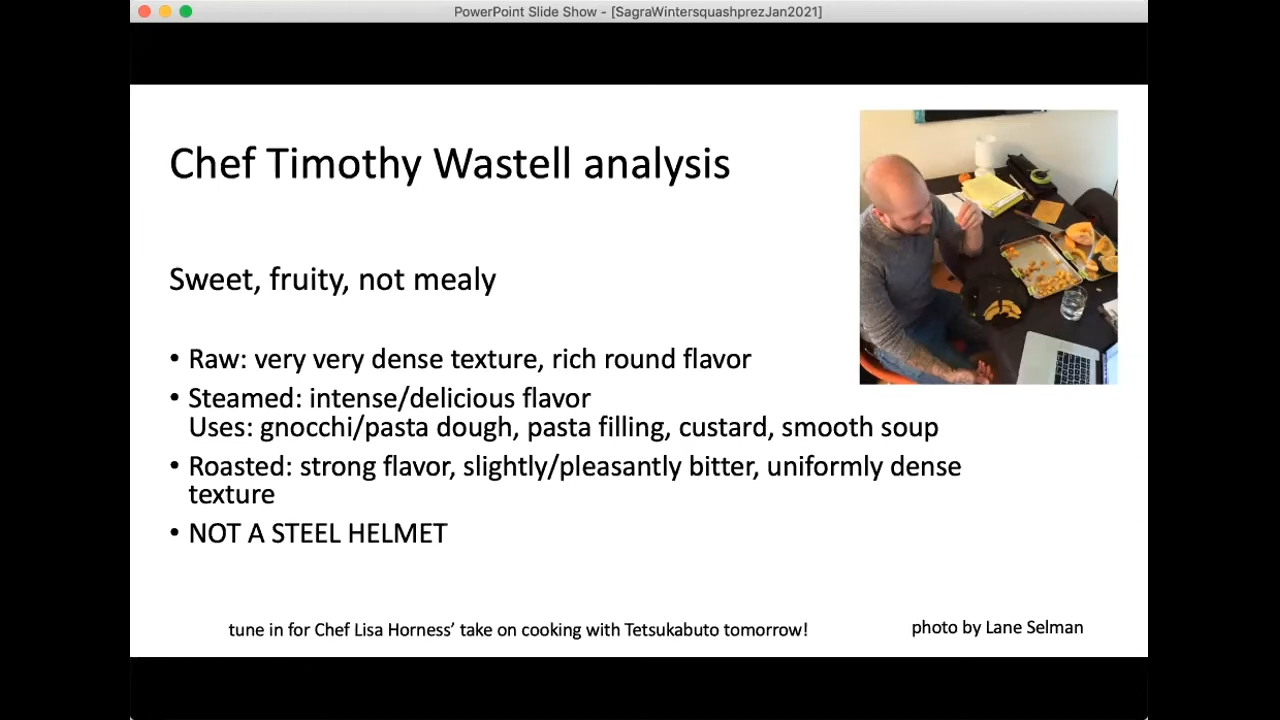 PowerPoint Slide Show - [SagraWintersquashprezJan2021]
Chef Timothy Wastell analysis
Sweet, fruity, not mealy
• Raw: very very dense texture, rich round flavor
• Steamed: intense/delicious flavor
Uses: gnocchi/pasta dough, pasta filling, custard, smooth soup
• Roasted: strong flavor, slightly/pleasantly bitter, uniformly dense
texture
• NOT A STEEL HELMET
tune in for Chef Lisa Horness’ take on cooking with Tetsukabuto tomorrow!
photo by Lane Selman